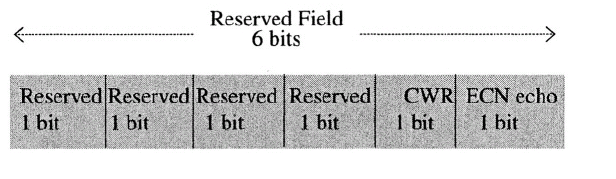 Reserved Field
6 bits
Reserved Reserved Reserved Reserved CWR ECN echo
1 bit 1 bit 1 bit 1 bit 1 bit 1 bit